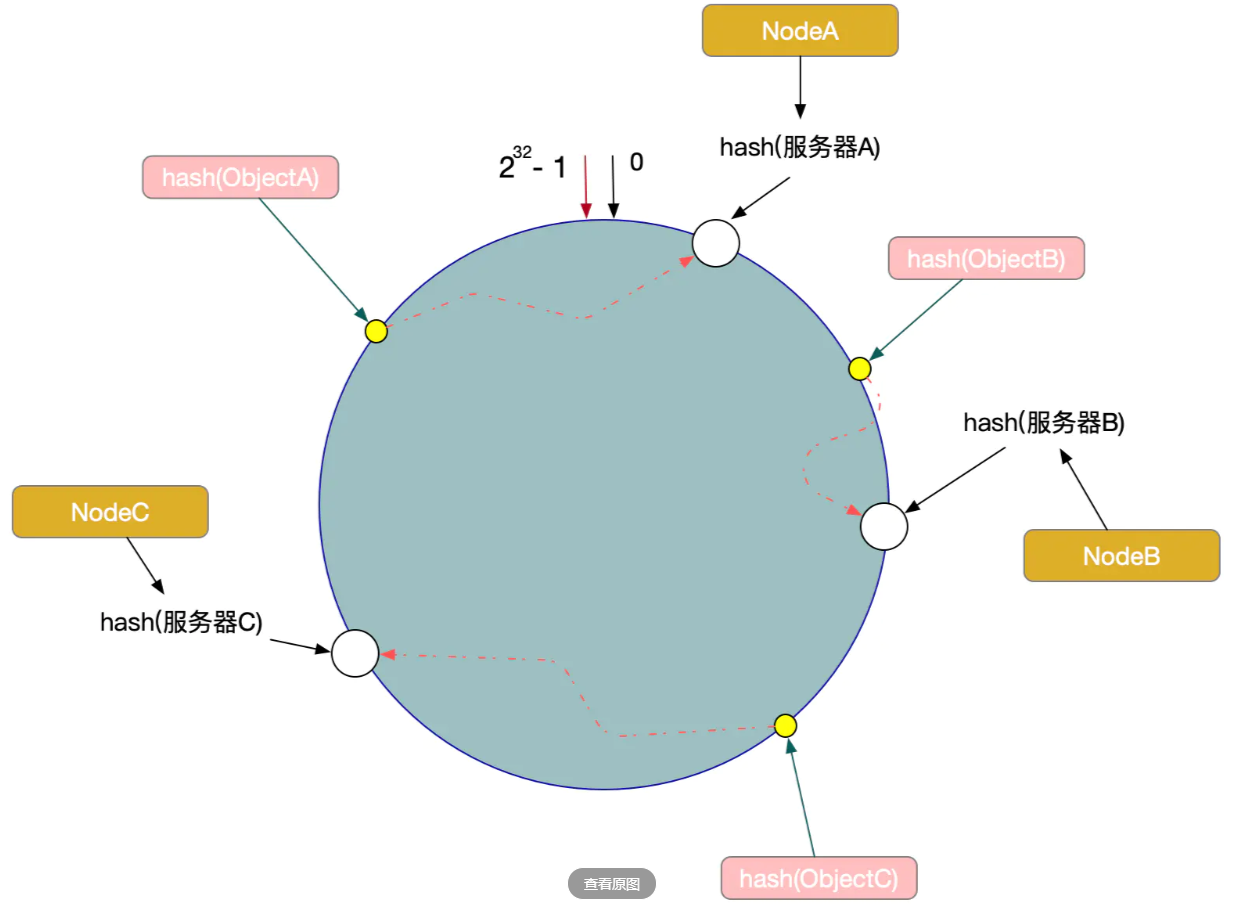 NodeA
hash(服务器A)
2^32 - 1
0
hash(ObjectA)
hash(ObjectB)
hash(服务器B)
NodeC
NodeB
hash(服务器C)
hash(ObjectC)
查看原图